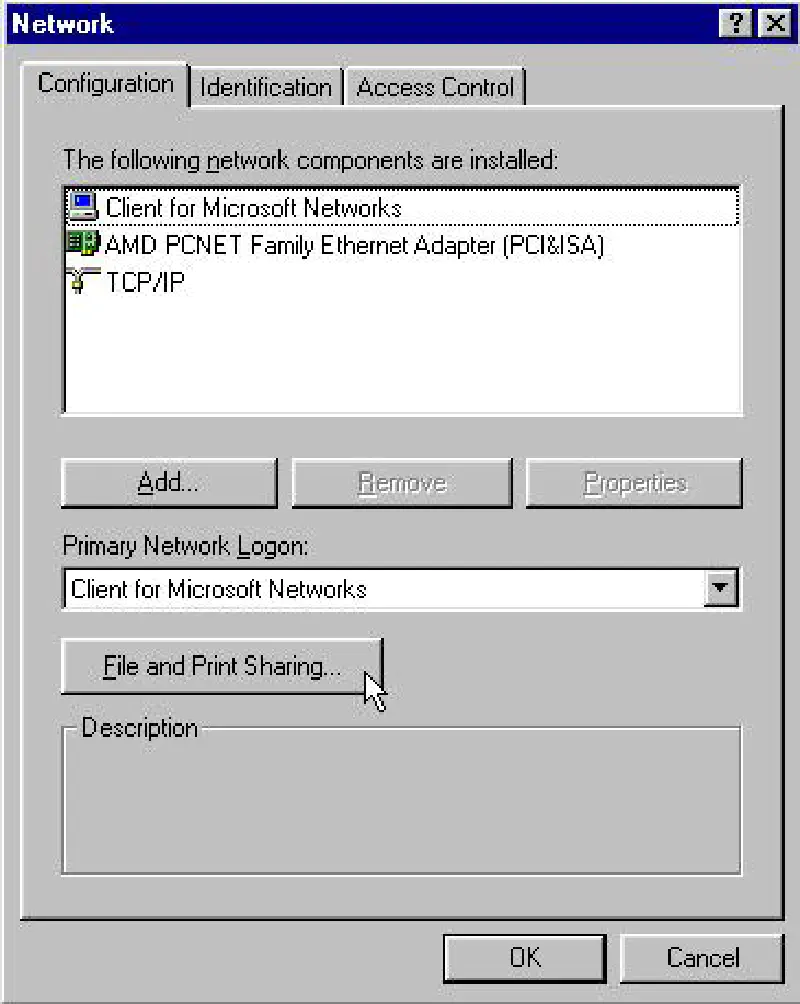 Network
Configuration
Identification
Access Control
The following network components are installed:
Client for Microsoft Networks
AMD PCNET Family Ethernet Adapter (PCI&ISA)
TCP/IP
Add...
Remove
Properties
Primary Network Logon:
Client for Microsoft Networks
File and Print Sharing...
Description
OK
Cancel